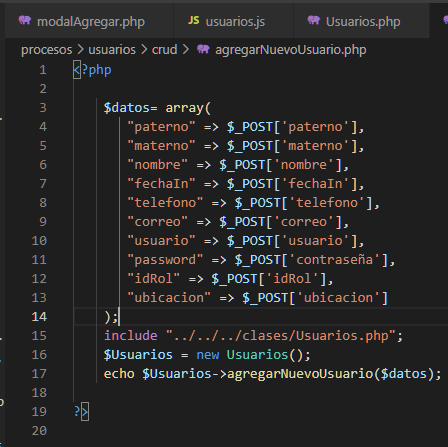 modalAgregar.php JS usuarios.js Usuarios.php
procesos > usuarios > crud > agregarNuevoUsuario.php
1 <?php
2
3 $datos= array(
4 "paterno" => $_POST['paterno'],
5 "materno" => $_POST['materno'],
6 "nombre" => $_POST['nombre'],
7 "fechaIn" => $_POST['fechaIn'],
8 "telefono" => $_POST['telefono'],
9 "correo" => $_POST['correo'],
10 "usuario" => $_POST['usuario'],
11 "password" => $_POST['contraseña'],
12 "idRol" => $_POST['idRol'],
13 "ubicacion" => $_POST['ubicacion']
14 );
15 include "../../../clases/Usuarios.php";
16 $Usuarios = new Usuarios();
17 echo $Usuarios->agregarNuevoUsuario($datos);
18
19 ?>
20